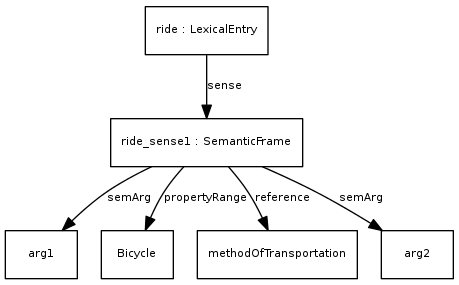 ride : LexicalEntry
sense
ride_sense1 : SemanticFrame
semArg
propertyRange
reference
semArg
arg1
Bicycle
methodOfTransportation
arg2